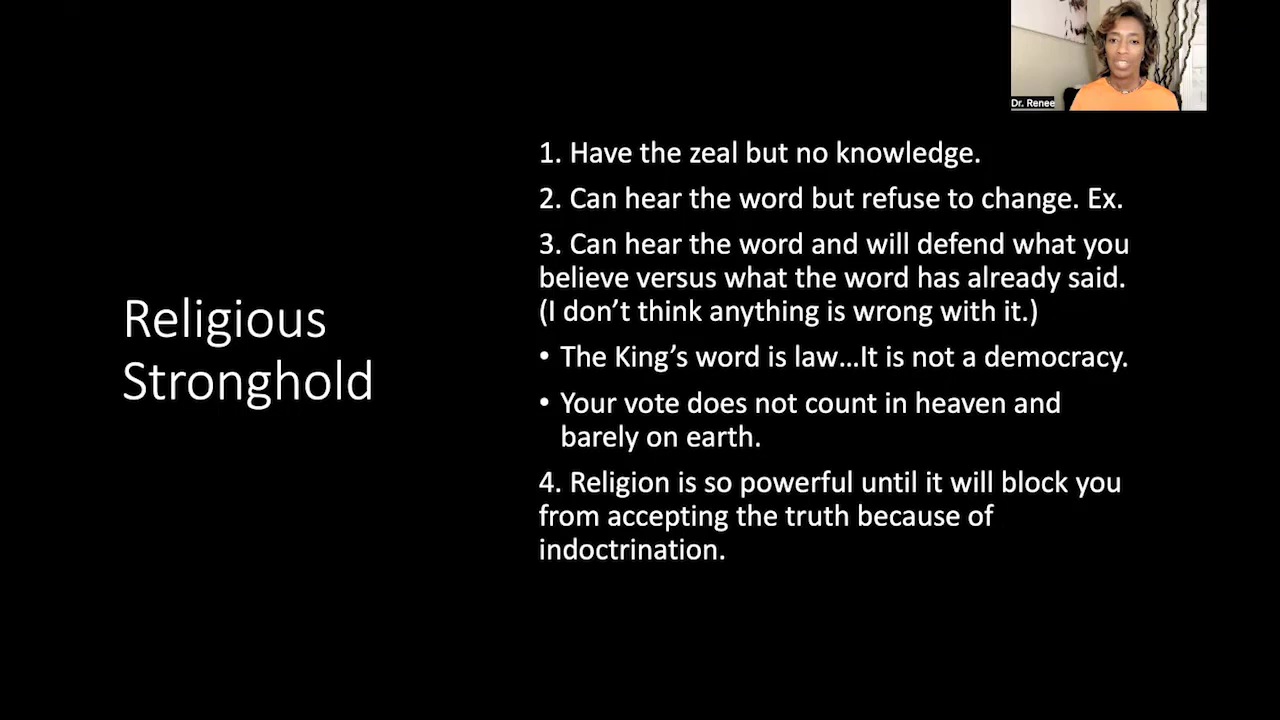 Dr. Renee
Religious
Stronghold
1. Have the zeal but no knowledge.
2. Can hear the word but refuse to change. Ex.
3. Can hear the word and will defend what you
believe versus what the word has already said.
(I don’t think anything is wrong with it.)
• The King’s word is law...It is not a democracy.
• Your vote does not count in heaven and
barely on earth.
4. Religion is so powerful until it will block you
from accepting the truth because of
indoctrination.